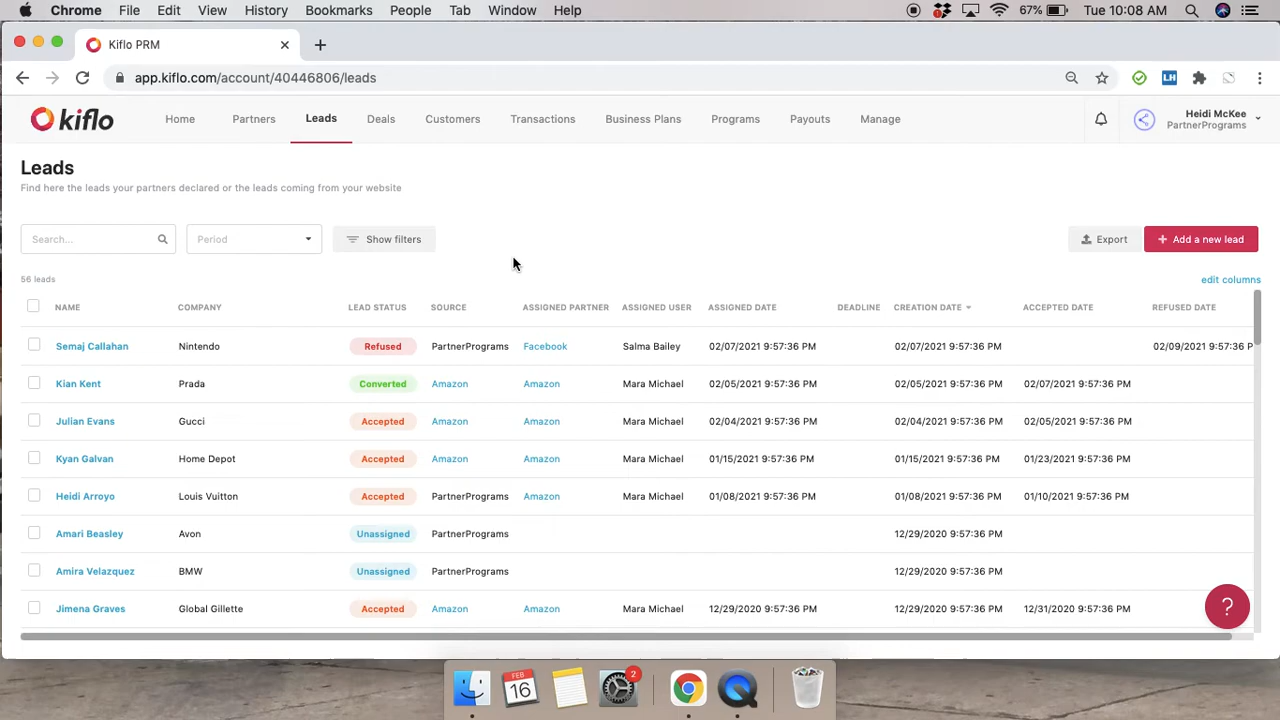 Chrome File Edit View History Bookmarks People Tab Window Help 67% Tue 10:08 AM
Kiflo PRM
app.kiflo.com/account/40446806/leads
LH
kiflo Home Partners Leads Deals Customers Transactions Business Plans Programs Payouts Manage Heidi McKee
PartnerPrograms
Leads
Find here the leads your partners declared or the leads coming from your website
Search... Period Show filters Export + Add a new lead
56 leads edit columns
NAME COMPANY LEAD STATUS SOURCE ASSIGNED PARTNER ASSIGNED USER ASSIGNED DATE DEADLINE CREATION DATE ACCEPTED DATE REFUSED DATE
Semaj Callahan Nintendo Refused PartnerPrograms Facebook Salma Bailey 02/07/2021 9:57:36 PM 02/07/2021 9:57:36 PM 02/09/2021 9:57:36 P
Kian Kent Prada Converted Amazon Amazon Mara Michael 02/05/2021 9:57:36 PM 02/05/2021 9:57:36 PM 02/07/2021 9:57:36 PM
Julian Evans Gucci Accepted Amazon Amazon Mara Michael 02/04/2021 9:57:36 PM 02/04/2021 9:57:36 PM 02/05/2021 9:57:36 PM
Kyan Galvan Home Depot Accepted Amazon Amazon Mara Michael 01/15/2021 9:57:36 PM 01/15/2021 9:57:36 PM 01/23/2021 9:57:36 PM
Heidi Arroyo Louis Vuitton Accepted PartnerPrograms Amazon Mara Michael 01/08/2021 9:57:36 PM 01/08/2021 9:57:36 PM 01/10/2021 9:57:36 PM
Amari Beasley Avon Unassigned PartnerPrograms 12/29/2020 9:57:36 PM
Amira Velazquez BMW Unassigned PartnerPrograms 12/29/2020 9:57:36 PM
Jimena Graves Global Gillette Accepted Amazon Amazon Mara Michael 12/29/2020 9:57:36 PM 12/29/2020 9:57:36 PM 12/31/2020 9:57:36 PM
?
FEB
16
2